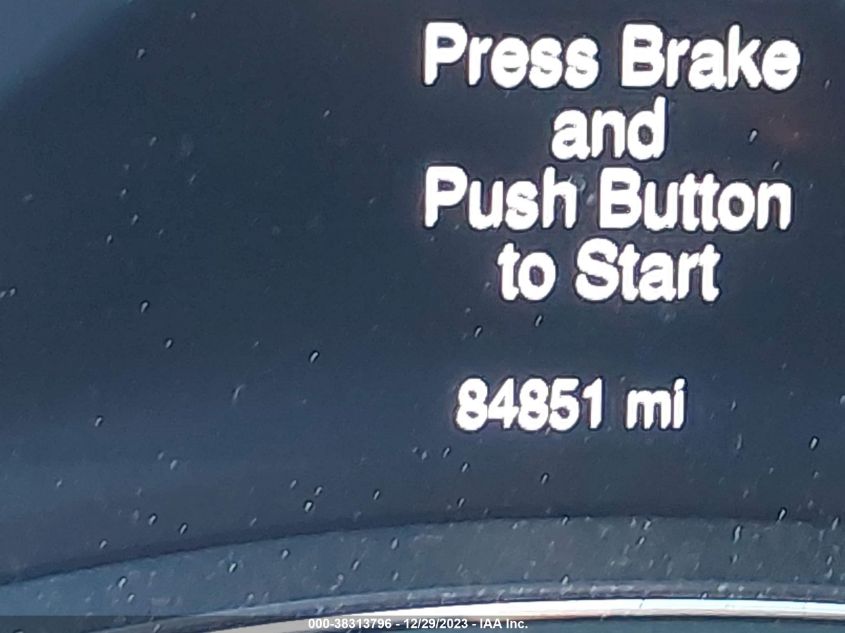 Press Brake
and
Push Button
to Start
84851 mi
000-38313796 - 12/29/2023 - IAA Inc.